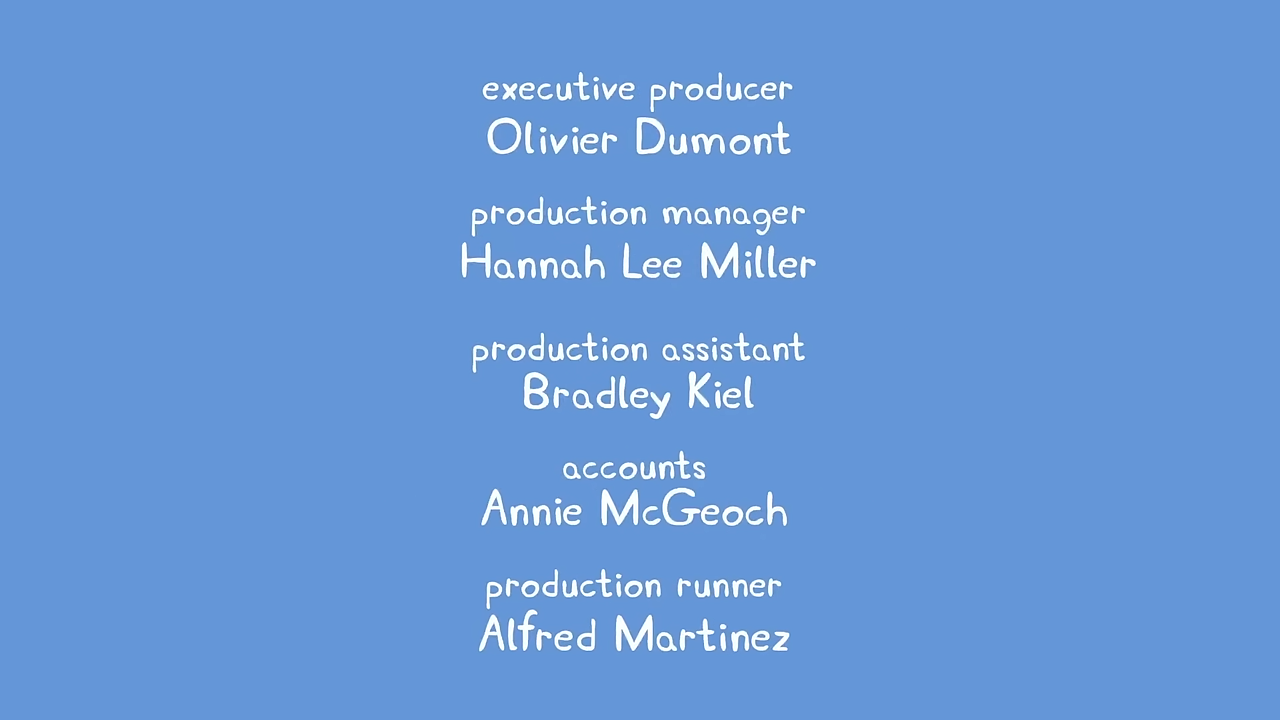 executive producer
Olivier Dumont
production manager
Hannah Lee Miller
production assistant
Bradley Kiel
accounts
Annie McGeoch
production runner
Alfred Martinez